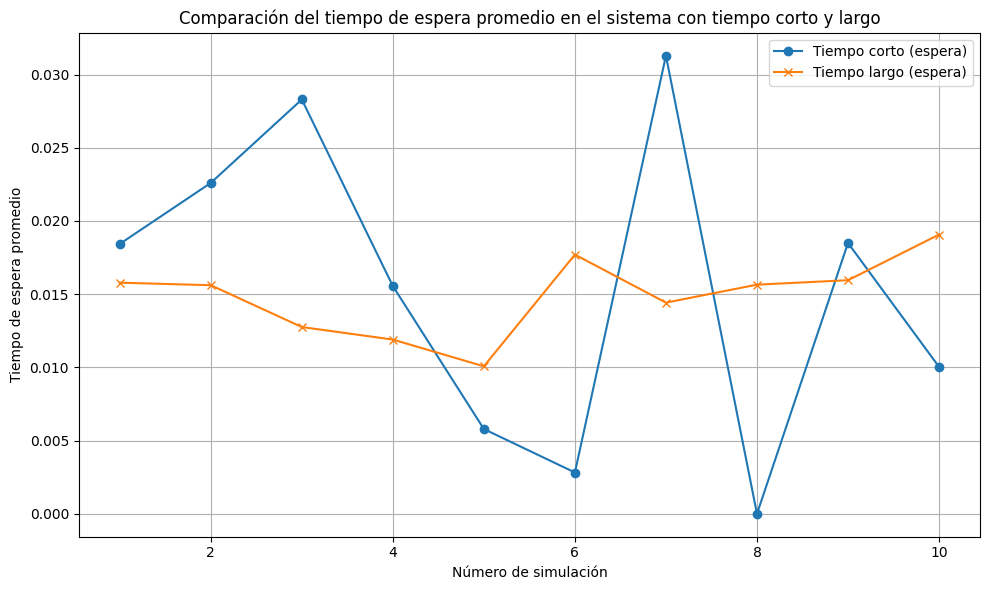 Comparación del tiempo de espera promedio en el sistema con tiempo corto y largo
Tiempo corto (espera)
Tiempo largo (espera)
Tiempo de espera promedio
0.030
0.025
0.020
0.015
0.010
0.005
0.000
2 4 6 8 10
Número de simulación